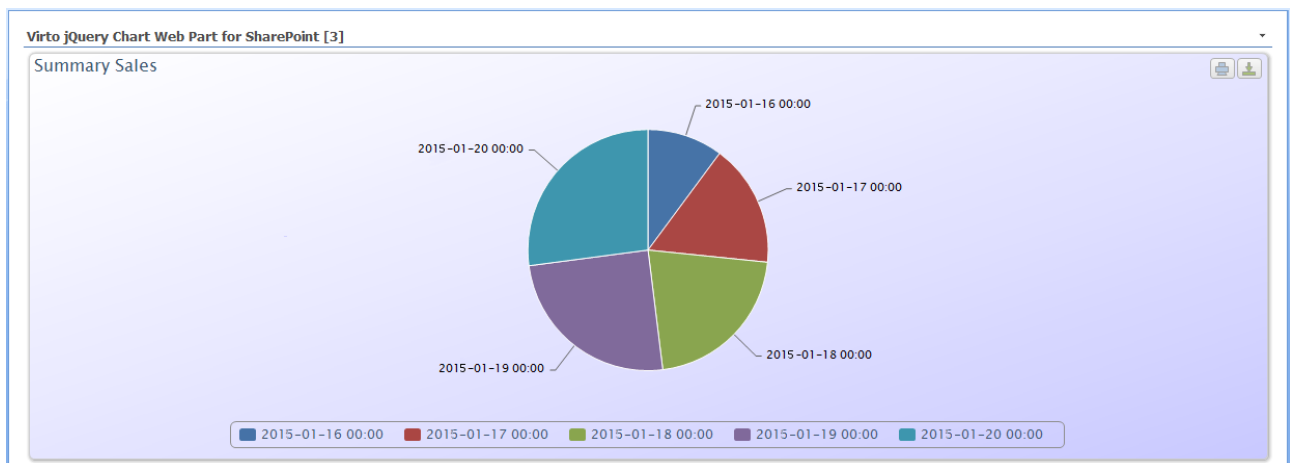 Virto jQuery Chart Web Part for SharePoint [3]
Summary Sales
2015-01-16 00:00
2015-01-20 00:00
2015-01-17 00:00
2015-01-18 00:00
2015-01-19 00:00
2015-01-16 00:00 2015-01-17 00:00 2015-01-18 00:00 2015-01-19 00:00 2015-01-20 00:00